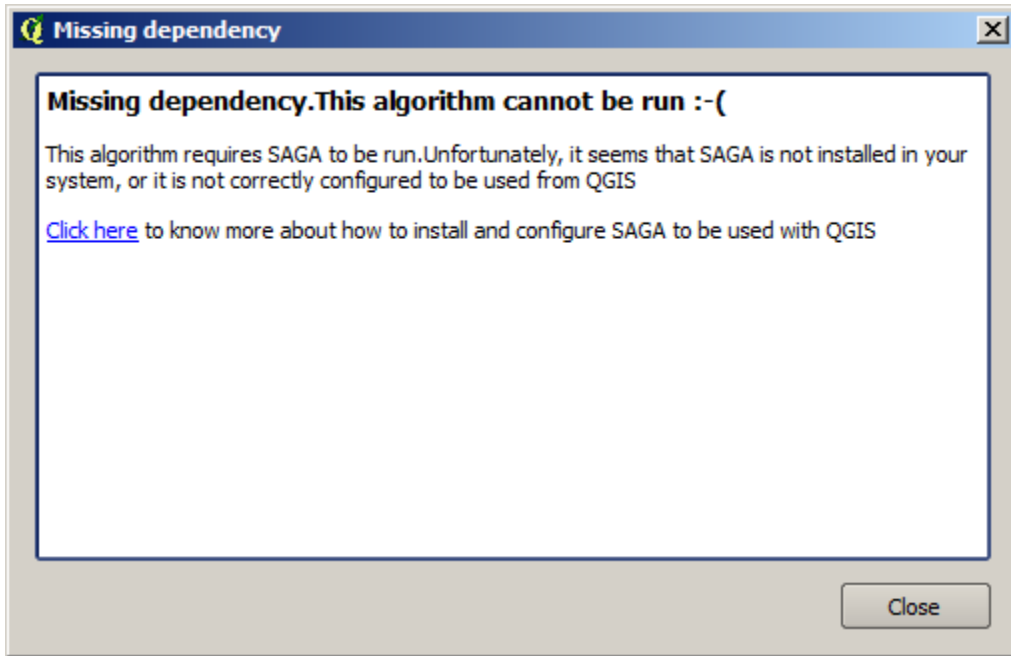 Missing dependency
Missing dependency.This algorithm cannot be run :-(
This algorithm requires SAGA to be run.Unfortunately, it seems that SAGA is not installed in your
system, or it is not correctly configured to be used from QGIS
Click here to know more about how to install and configure SAGA to be used with QGIS
Close